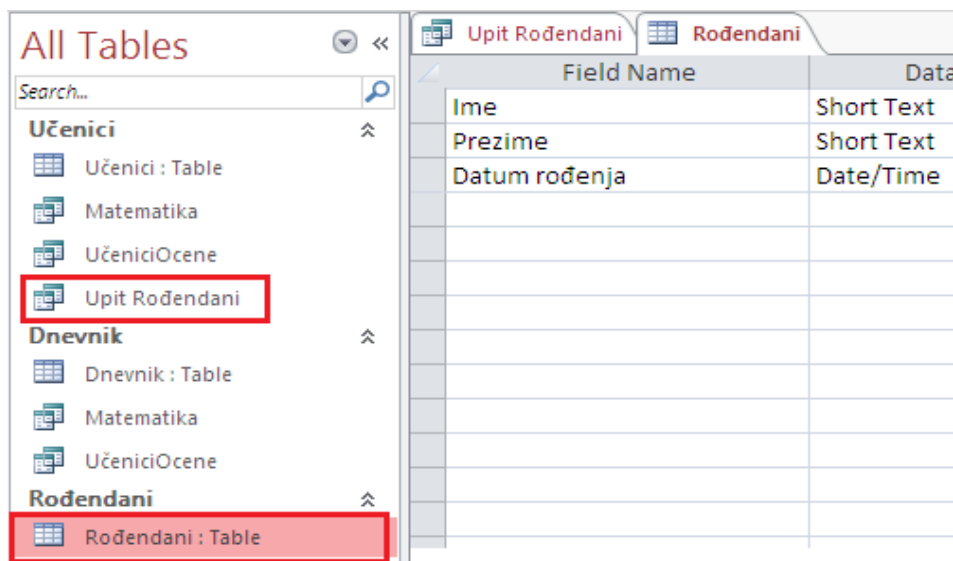 All Tables
Search...
Učenici
Učenici : Table
Matematika
UčeniciOcene
Upit Rođendani
Dnevnik
Dnevnik : Table
Matematika
UčeniciOcene
Rođendani
Rođendani : Table
Upit Rođendani Rođendani
Field Name Data
Ime Short Text
Prezime Short Text
Datum rođenja Date/Time